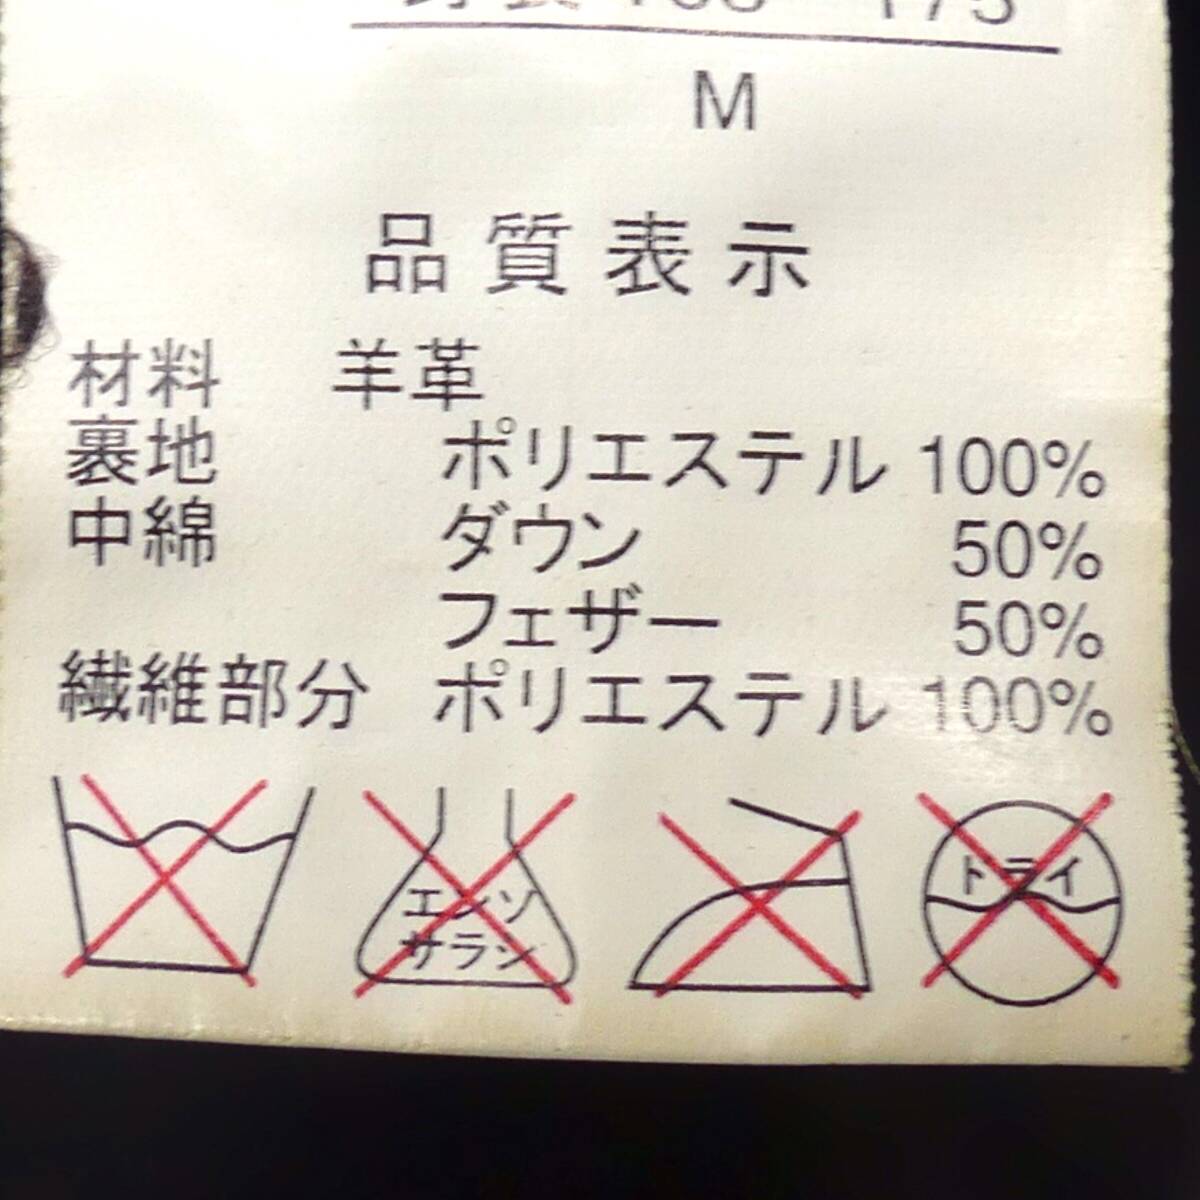 M
品質表示
材料 羊革
裏地 ポリエステル 100%
中綿 ダウン 50%
フェザー 50%
繊維部分 ポリエステル 100%
エンソ
サラシ
ドライ